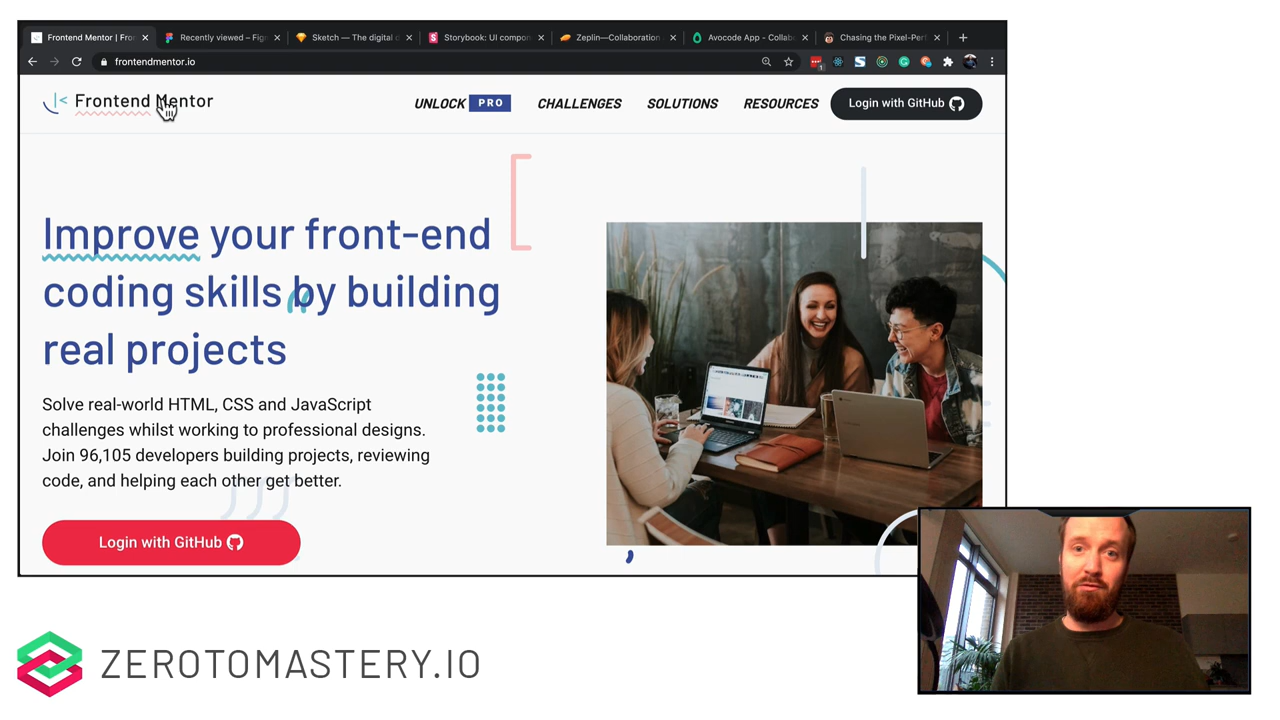 Frontend Mentor | Fro
Recently viewed – Fig
Sketch — The digital d
Storybook: UI compon
Zeplin—Collaboration
Avocode App - Collab
Chasing the Pixel-Perf
frontendmentor.io
Frontend Mentor
UNLOCK PRO
CHALLENGES
SOLUTIONS
RESOURCES
Login with GitHub
Improve your front-end
coding skills by building
real projects
Solve real-world HTML, CSS and JavaScript
challenges whilst working to professional designs.
Join 96,105 developers building projects, reviewing
code, and helping each other get better.
Login with GitHub
ZEROTOMASTERY.IO